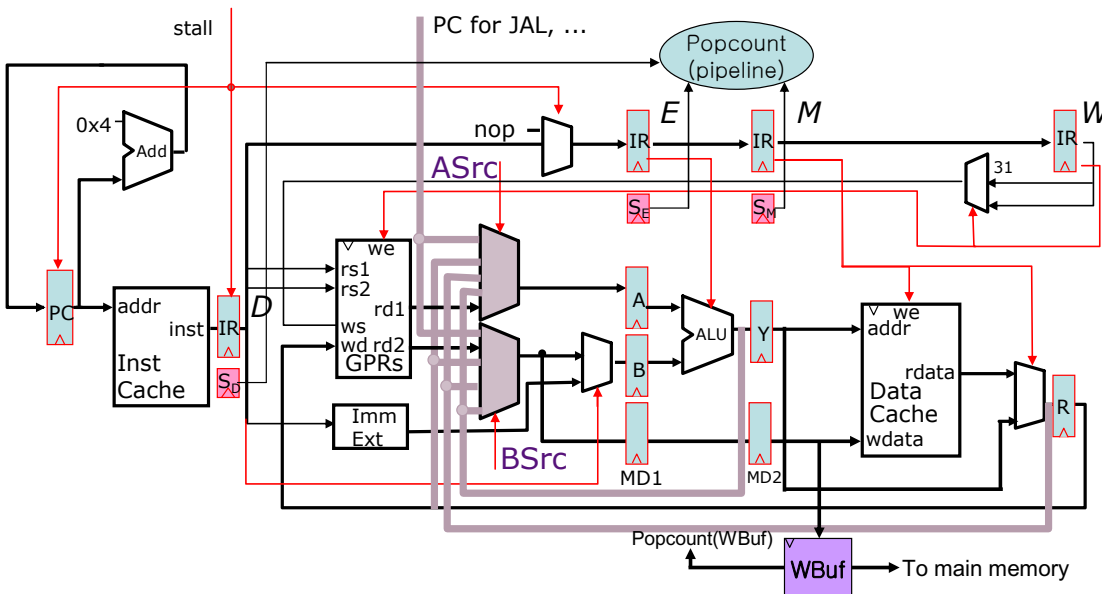 stall
PC for JAL, ...
Popcount
(pipeline)
E
M
W
0x4
Add
nop
IR
IR
IR
31
ASrc
SE
SM
we
rs1
rs2
rd1
ws
wd rd2
GPRs
PC
addr
inst
Inst
Cache
IR
D
SD
A
B
ALU
Y
we
addr
rdata
Data
Cache
wdata
R
Imm
Ext
BSrc
MD1
MD2
Popcount(WBuf)
WBuf
To main memory